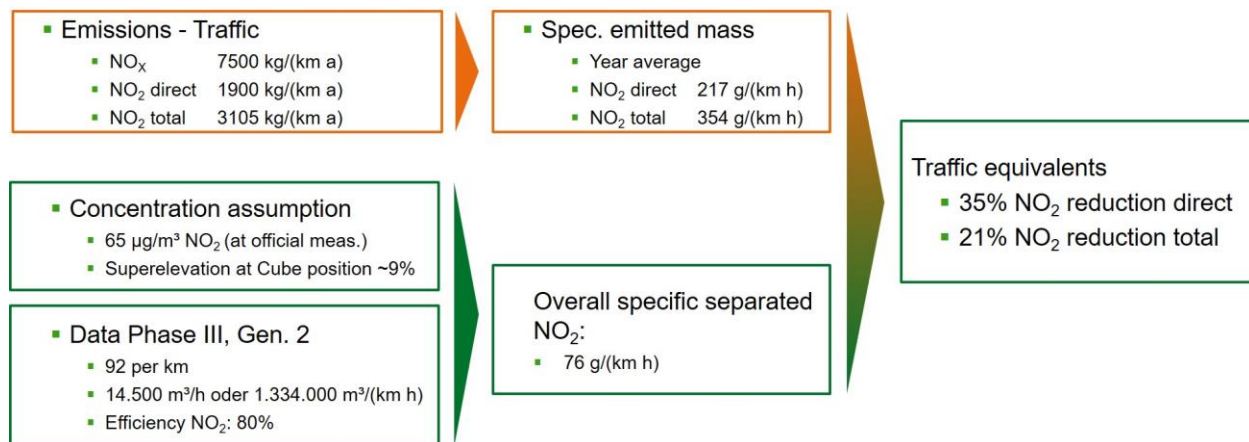 Emissions - Traffic
NOX 7500 kg/(km a)
NO2 direct 1900 kg/(km a)
NO2 total 3105 kg/(km a)
Spec. emitted mass
Year average
NO2 direct 217 g/(km h)
NO2 total 354 g/(km h)
Concentration assumption
65 µg/m³ NO2 (at official meas.)
Superelevation at Cube position ~9%
Data Phase III, Gen. 2
92 per km
14.500 m³/h oder 1.334.000 m³/(km h)
Efficiency NO2: 80%
Overall specific separated
NO2:
76 g/(km h)
Traffic equivalents
35% NO2 reduction direct
21% NO2 reduction total